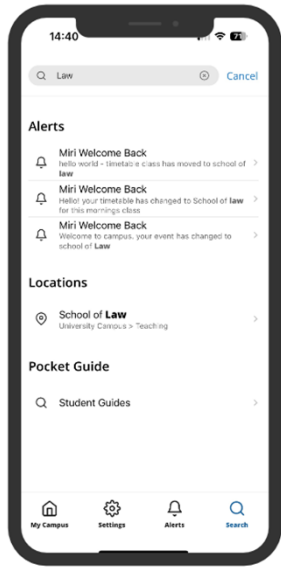 14:40
71
Law
Cancel
Alerts
Miri Welcome Back
hello world - timetable class has moved to school of
law
Miri Welcome Back
Hello! your timetable has changed to School of law
for this mornings class
Miri Welcome Back
Welcome to campus. your event has changed to
school of Law
Locations
School of Law
University Campus > Teaching
Pocket Guide
Student Guides
My Campus Settings Alerts Search